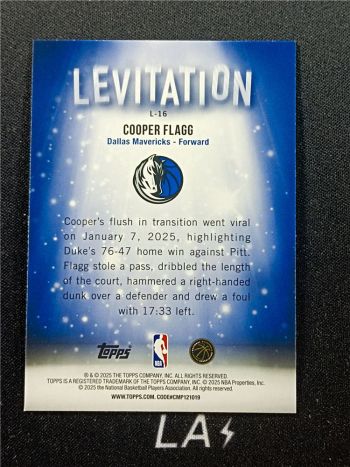 LEVITATION
L-16
COOPER FLAGG
Dallas Mavericks - Forward
Cooper's flush in transition went viral
on January 7, 2025, highlighting
Duke's 76-47 home win against Pitt.
Flagg stole a pass, dribbled the length
of the court, hammered a right-handed
dunk over a defender and drew a foul
with 17:33 left.
Topps
NBA
® & © 2025 THE TOPPS COMPANY, INC. ALL RIGHTS RESERVED.
TOPPS IS A REGISTERED TRADEMARK OF THE TOPPS COMPANY, INC. © 2025 NBA Properties, Inc.
© 2025 the National Basketball Players Association. All rights reserved.
WWW.TOPPS.COM. CODE#CMP121019
LA